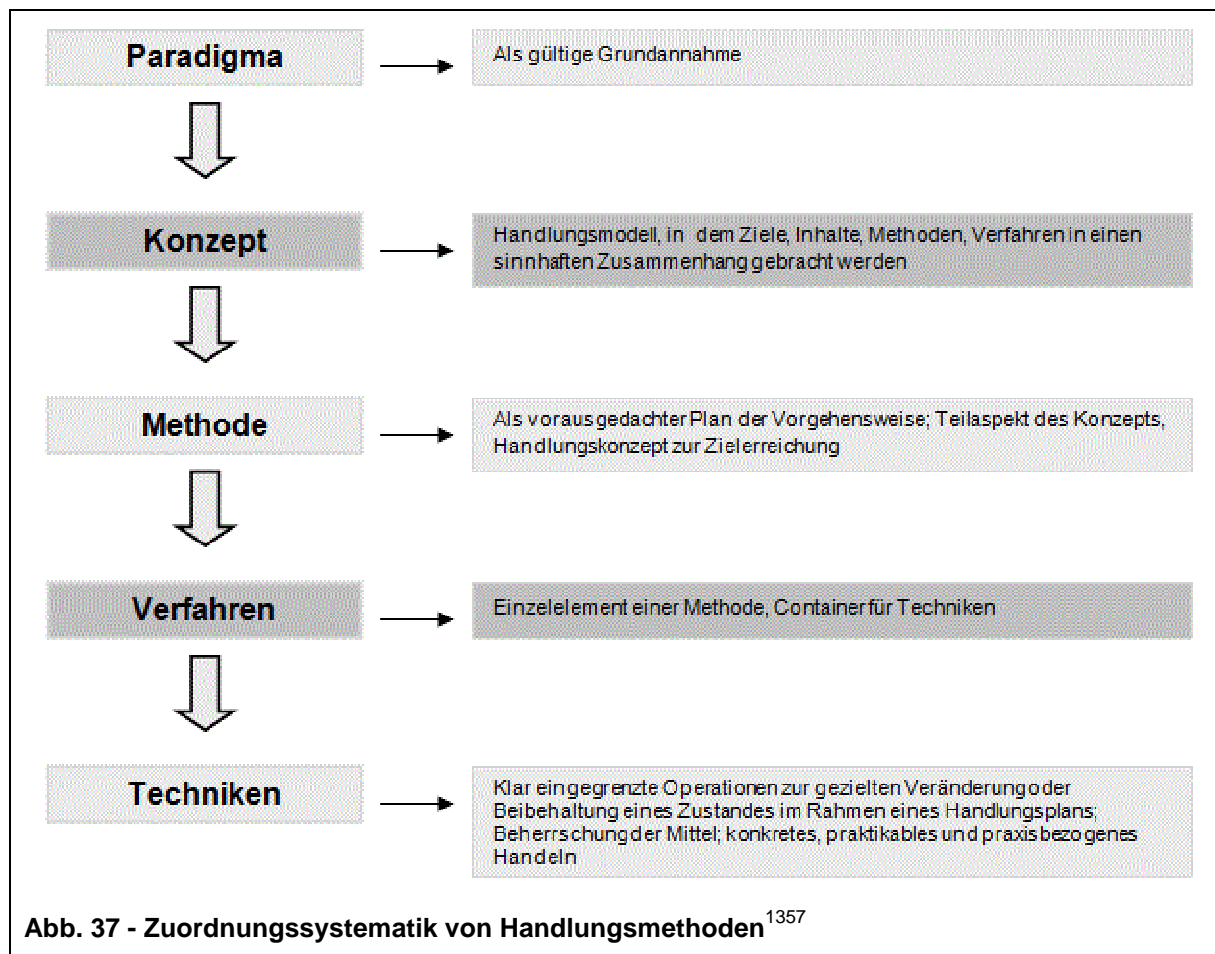 Paradigma
Als gültige Grundannahme
Konzept
Handlungsmodell, in dem Ziele, Inhalte, Methoden, Verfahren in einen
sinnhaften Zusammenhang gebracht werden
Methode
Als vorausgedachter Plan der Vorgehensweise; Teilaspekt des Konzepts,
Handlungskonzept zur Zielerreichung
Verfahren
Einzelelement einer Methode, Container für Techniken
Techniken
Klar eingegrenzte Operationen zur gezielten Veränderung oder
Beibehaltung eines Zustandes im Rahmen eines Handlungsplans;
Beherrschung der Mittel; konkretes, praktikables und praxisbezogenes
Handeln
Abb. 37 - Zuordnungssystematik von Handlungsmethoden1357